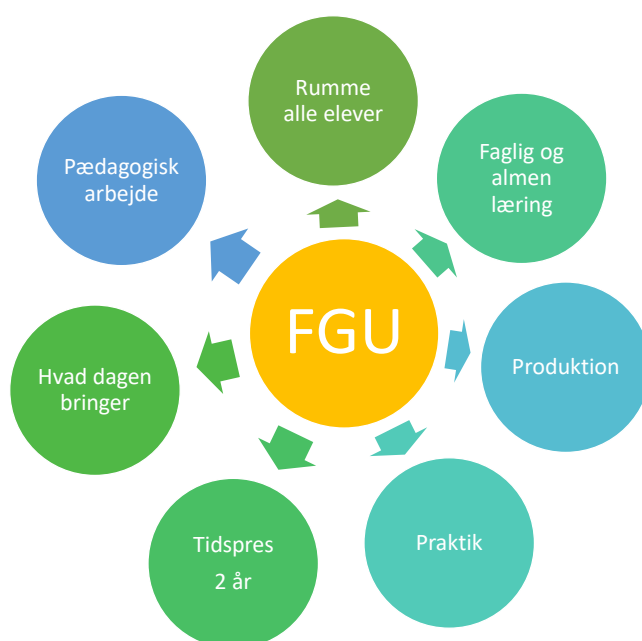 Rumme
alle elever
Faglig og
almen
læring
Produktion
Praktik
Tidspres
2 år
Hvad dagen
bringer
Pædagogisk
arbejde
FGU